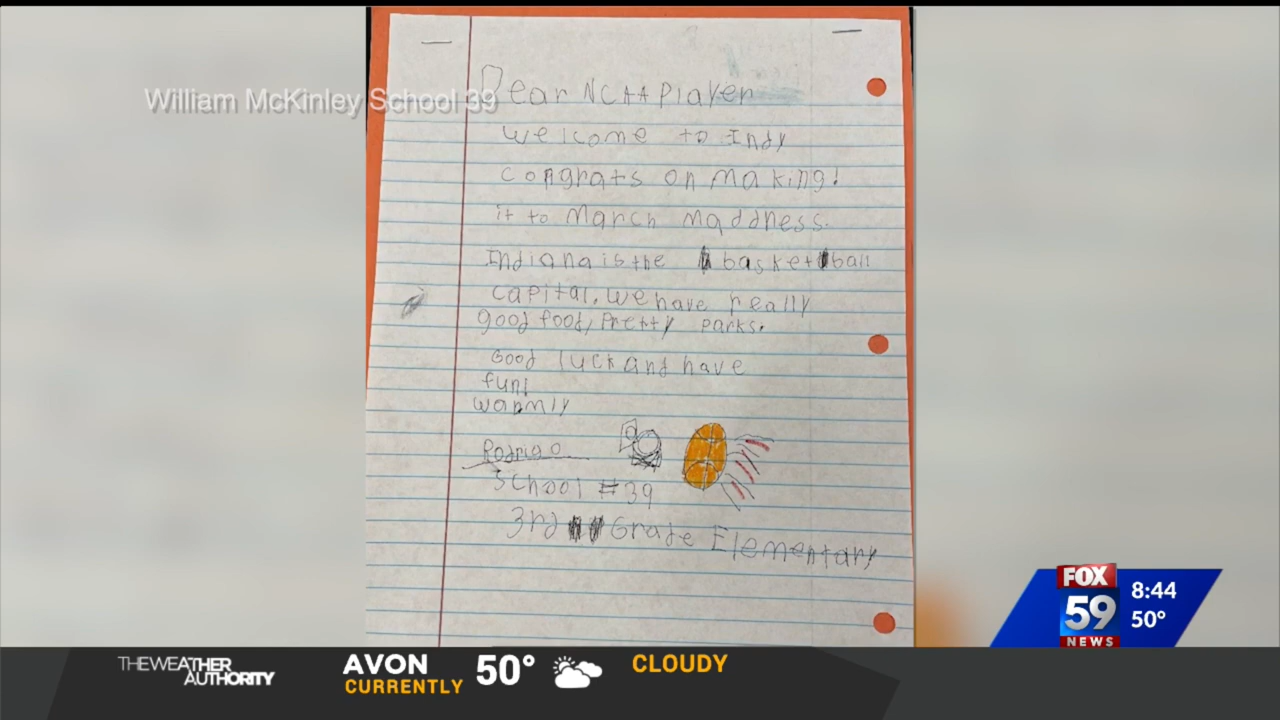 William McKinley School 39
Dear NCAA Player
Welcome to Indy
congrats on Making!
it to March Maddness.
Indiana is the basketball
capital, we have really
good food, Pretty parks.
Good luck and have
fun!
warmly
Rodrigo
School #39
3rd Grade Elementary
FOX
59
NEWS
8:44
50°
THE WEATHER
AUTHORITY
AVON
CURRENTLY
50°
CLOUDY